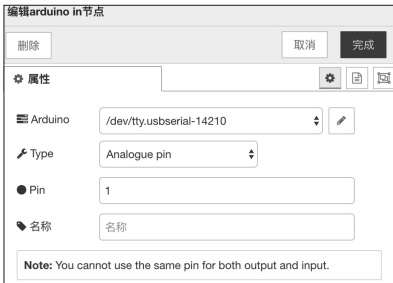 编辑arduino in节点
删除
取消
完成
属性
Arduino
/dev/tty.usbserial-14210
Type
Analogue pin
Pin
1
名称
名称
Note: You cannot use the same pin for both output and input.